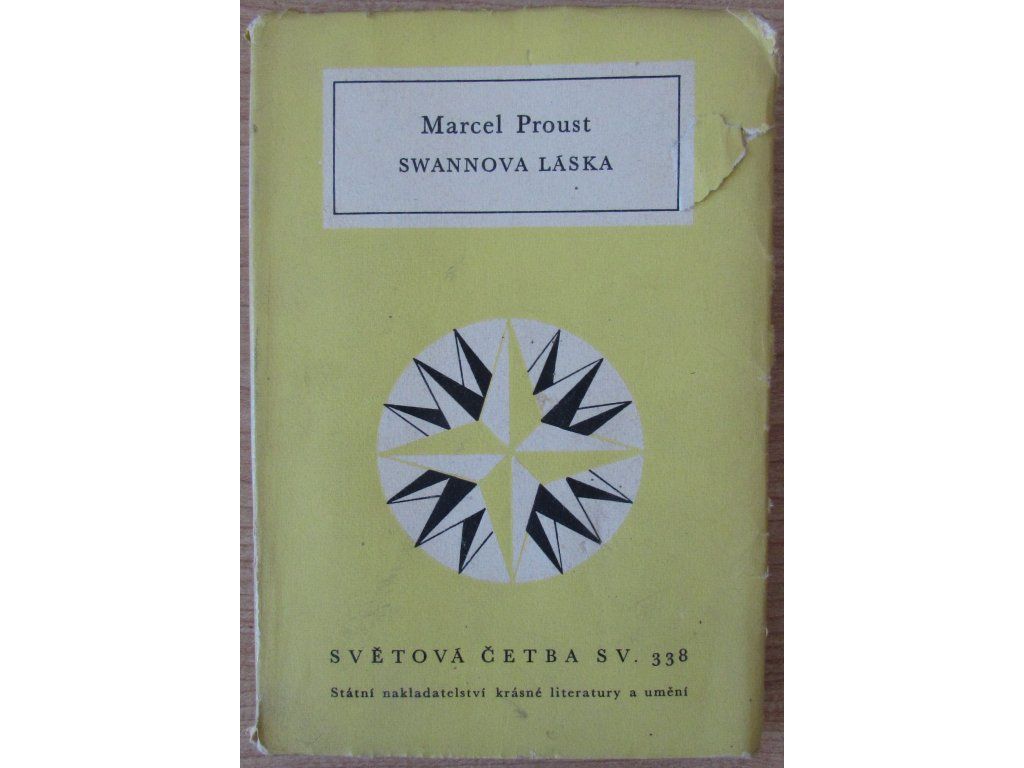 Marcel Proust
SWANNOVA LÁSKA
SVĚTOVÁ ČETBA SV. 338
Státní nakladatelství krásné literatury a umění